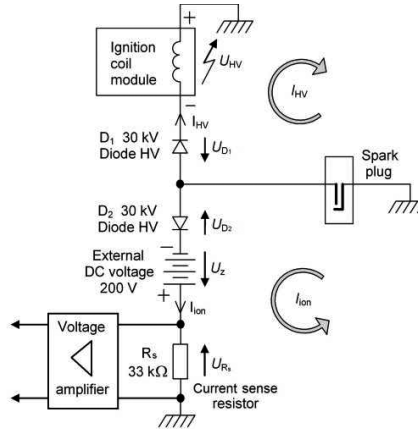 +
Ignition
coil
module
U_HV
−
I_HV
I_HV
D₁ 30 kV
Diode HV
U_D₁
Spark
plug
D₂ 30 kV
Diode HV
U_D₂
−
External
DC voltage
200 V
U_z
+
I_ion
I_ion
Voltage
amplifier
R_s
33 kΩ
U_Rs
Current sense
resistor